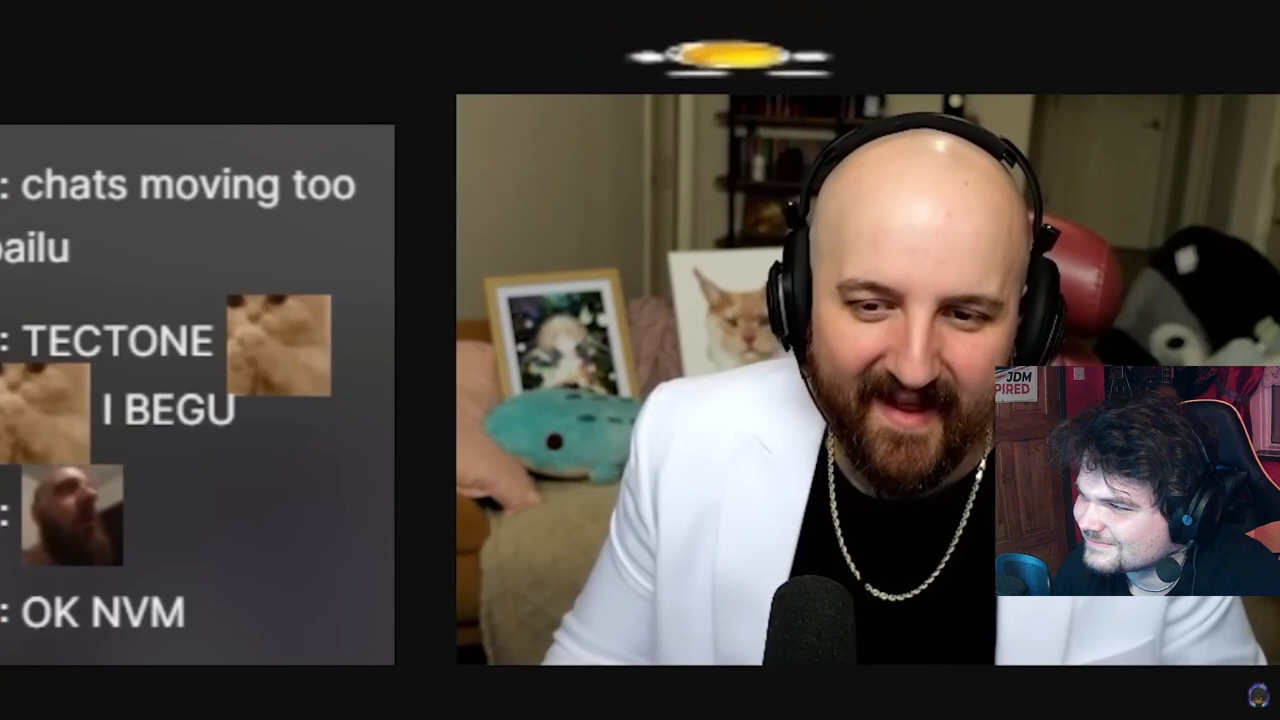 : chats moving too
bailu
: TECTONE
I BEGU
:
: OK NVM
JDM
PIRED